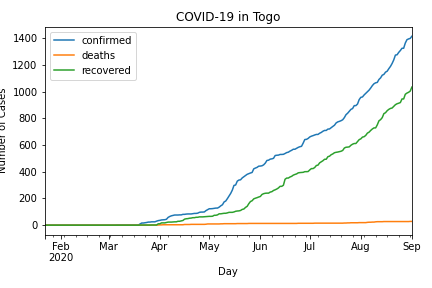 COVID-19 in Togo
confirmed
deaths
recovered
1400
1200
1000
800
600
400
200
0
Number of Cases
Feb Mar Apr May Jun Jul Aug Sep
2020
Day